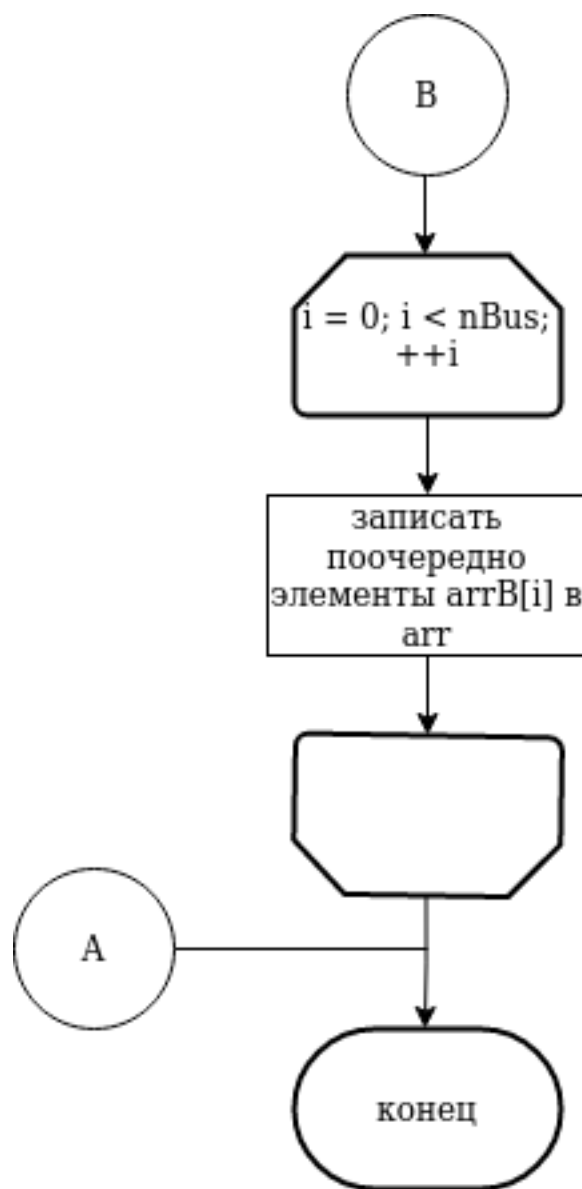 B
i = 0; i < nBus;
++i
записать
поочередно
элементы arrB[i] в
arr
A
конец